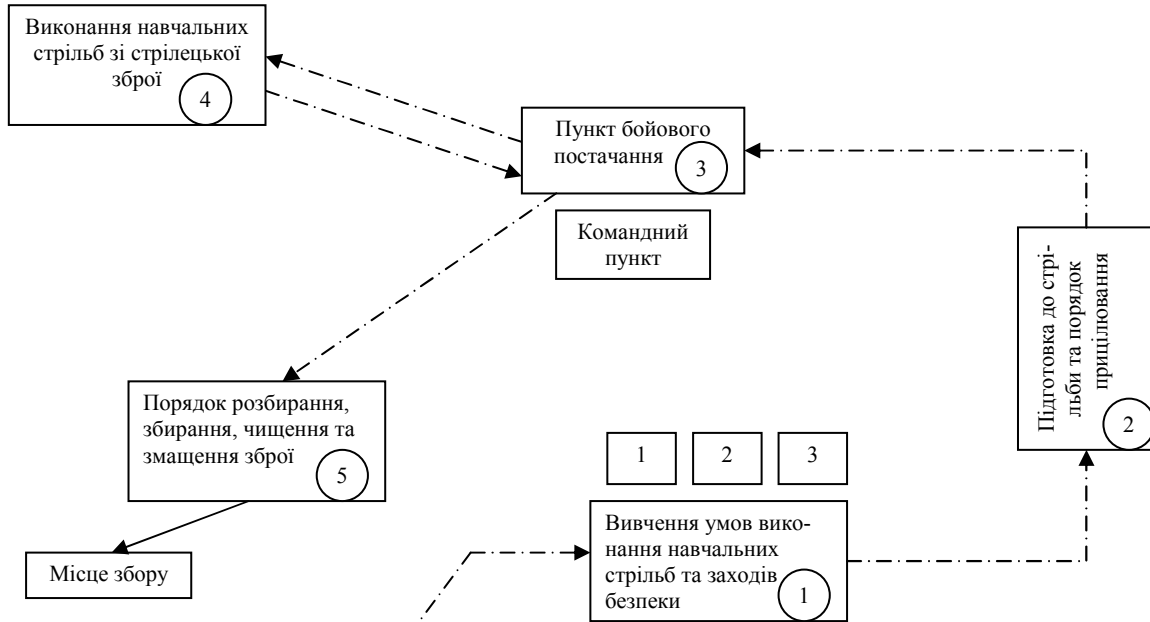 Виконання навчальних
стрільб зі стрілецької
зброї
4
Пункт бойового
постачання
3
Командний
пункт
Підготовка до стрі-
льби та порядок
прицілювання
2
Порядок розбирання,
збирання, чищення та
змащення зброї
5
1
2
3
Місце збору
Вивчення умов вико-
нання навчальних
стрільб та заходів
безпеки
1